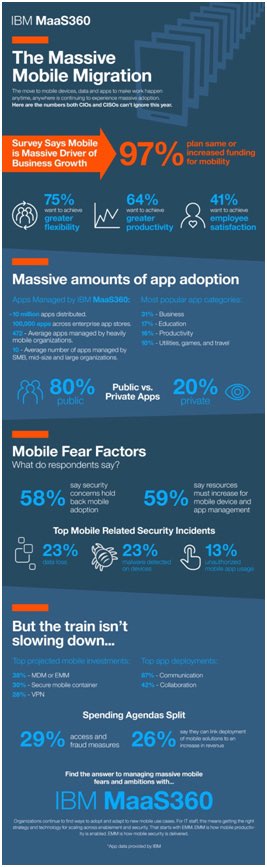 IBM MaaS360
The Massive
Mobile Migration
The move to mobile devices, data and apps to make work happen
anytime, anywhere is continuing to experience massive adoption.
Here are the numbers both CIOs and CISOs can't ignore this year.
Survey Says Mobile
is Massive Driver of
Business Growth
97%
plan same or
increased funding
for mobility
75%
want to achieve
greater
flexibility
64%
want to achieve
greater
productivity
41%
want to achieve
employee
satisfaction
Massive amounts of app adoption
Apps Managed by IBM MaaS360:
+10 million apps distributed.
100,000 apps across enterprise app stores.
473 - Average apps managed by heavily
mobile organizations.
10 - Average number of apps managed by
SMB, mid-size and large organizations.
Most popular app categories:
31% - Business
17% - Education
16% - Productivity
10% - Utilities, games, and travel
80%
public
Public vs.
Private Apps
20%
private
Mobile Fear Factors
What do respondents say?
58%
say security
concerns hold
back mobile
adoption
59%
say resources
must increase for
mobile device and
app management
Top Mobile Related Security Incidents
23%
data loss
23%
malware detected
on devices
13%
unauthorized
mobile app usage
But the train isn't
slowing down...
Top projected mobile investments:
38% - MDM or EMM
30% - Secure mobile container
28% - VPN
Top app deployments:
67% - Communication
42% - Collaboration
Spending Agendas Split
29%
access and
fraud measures
26%
say they can link deployment
of mobile solutions to an
increase in revenue
Find the answer to managing massive mobile
fears and ambitions with...
IBM MaaS360
Organizations continue to find ways to adopt and adapt to new mobile use cases. For IT staff, this means getting the right
strategy and technology for scaling across enablement and security. That starts with EMM. EMM is how mobile productiv-
ity is enabled. EMM is how mobile security is delivered.
*App data provided by IBM